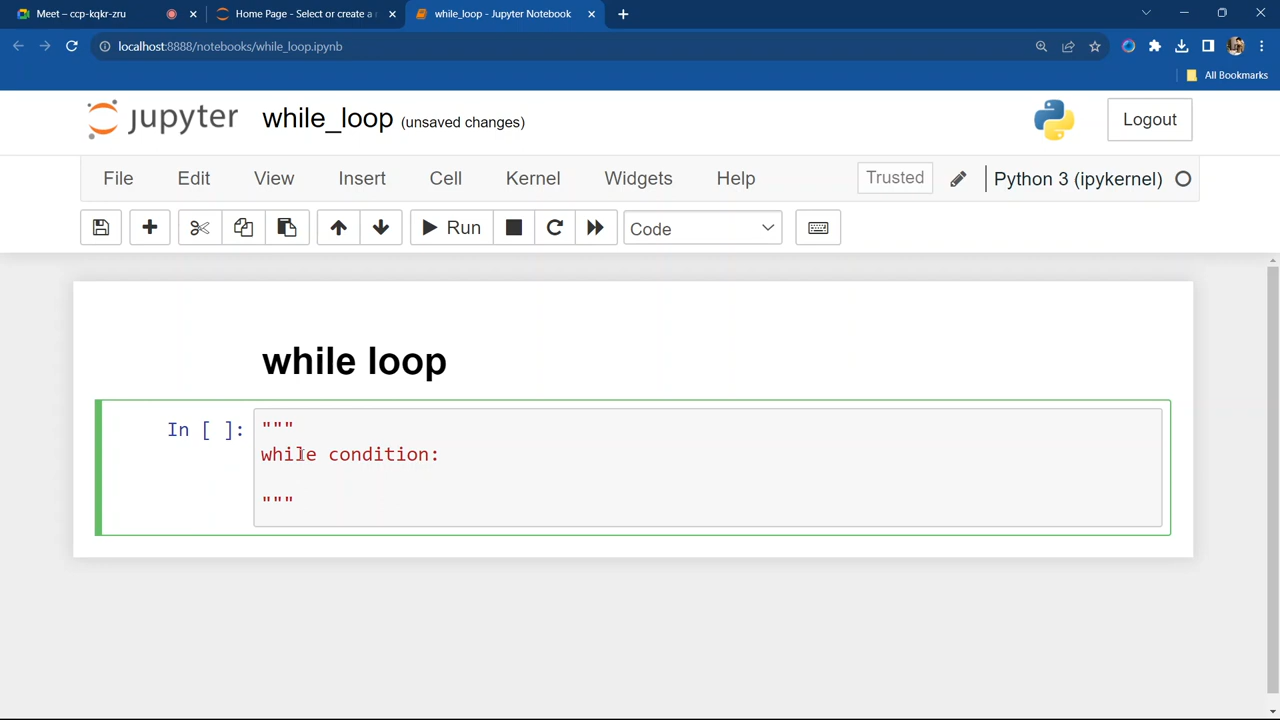 Meet – ccp-kqkr-zru
Home Page - Select or create a
while_loop - Jupyter Notebook
localhost:8888/notebooks/while_loop.ipynb
All Bookmarks
jupyter while_loop (unsaved changes)
Logout
File Edit View Insert Cell Kernel Widgets Help Trusted Python 3 (ipykernel)
Run Code
while loop
In [ ]: """
while condition:
"""